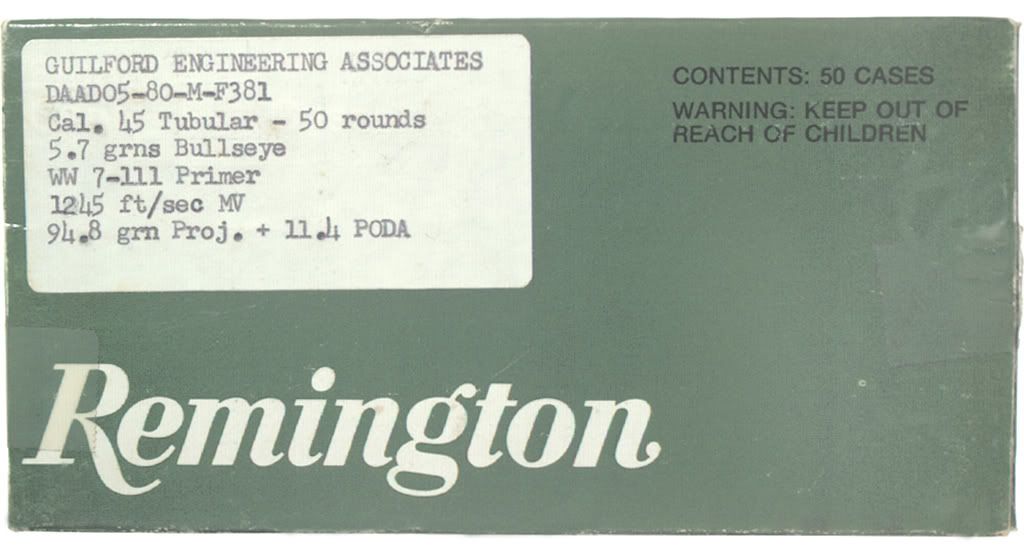 GUILFORD ENGINEERING ASSOCIATES
DAAD05-80-M-F381
Cal. 45 Tubular - 50 rounds
5.7 grns Bullseye
WW 7-111 Primer
1245 ft/sec MV
94.8 grn Proj. + 11.4 PODA
CONTENTS: 50 CASES
WARNING: KEEP OUT OF
REACH OF CHILDREN
Remington